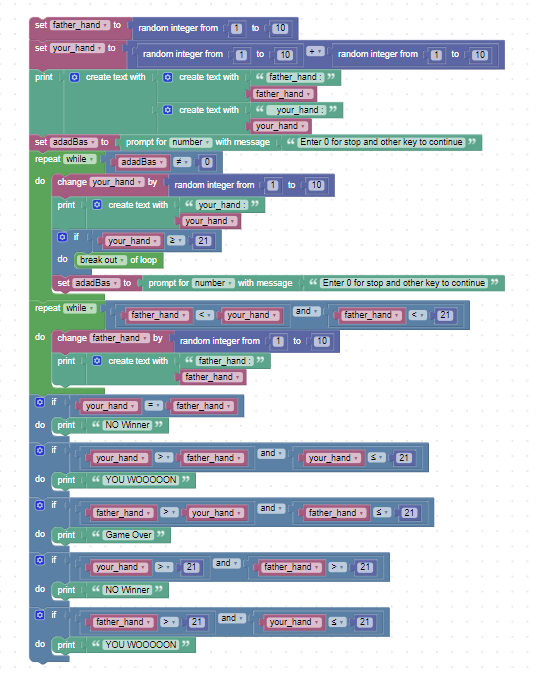 set father_hand to random integer from 1 to 10
set your_hand to random integer from 1 to 10 + random integer from 1 to 10
print create text with create text with “ father_hand : ”
father_hand
create text with “ your_hand : ”
your_hand
set adadBas to prompt for number with message “ Enter 0 for stop and other key to continue ”
repeat while adadBas ≠ 0
do change your_hand by random integer from 1 to 10
print create text with “ your_hand : ”
your_hand
if your_hand ≥ 21
do break out of loop
set adadBas to prompt for number with message “ Enter 0 for stop and other key to continue ”
repeat while father_hand < your_hand and father_hand < 21
do change father_hand by random integer from 1 to 10
print create text with “ father_hand : ”
father_hand
if your_hand = father_hand
do print “ NO Winner ”
if your_hand > father_hand and your_hand ≤ 21
do print “ YOU WOOOOON ”
if father_hand > your_hand and father_hand ≤ 21
do print “ Game Over ”
if your_hand > 21 and father_hand > 21
do print “ NO Winner ”
if father_hand > 21 and your_hand ≤ 21
do print “ YOU WOOOOON ”